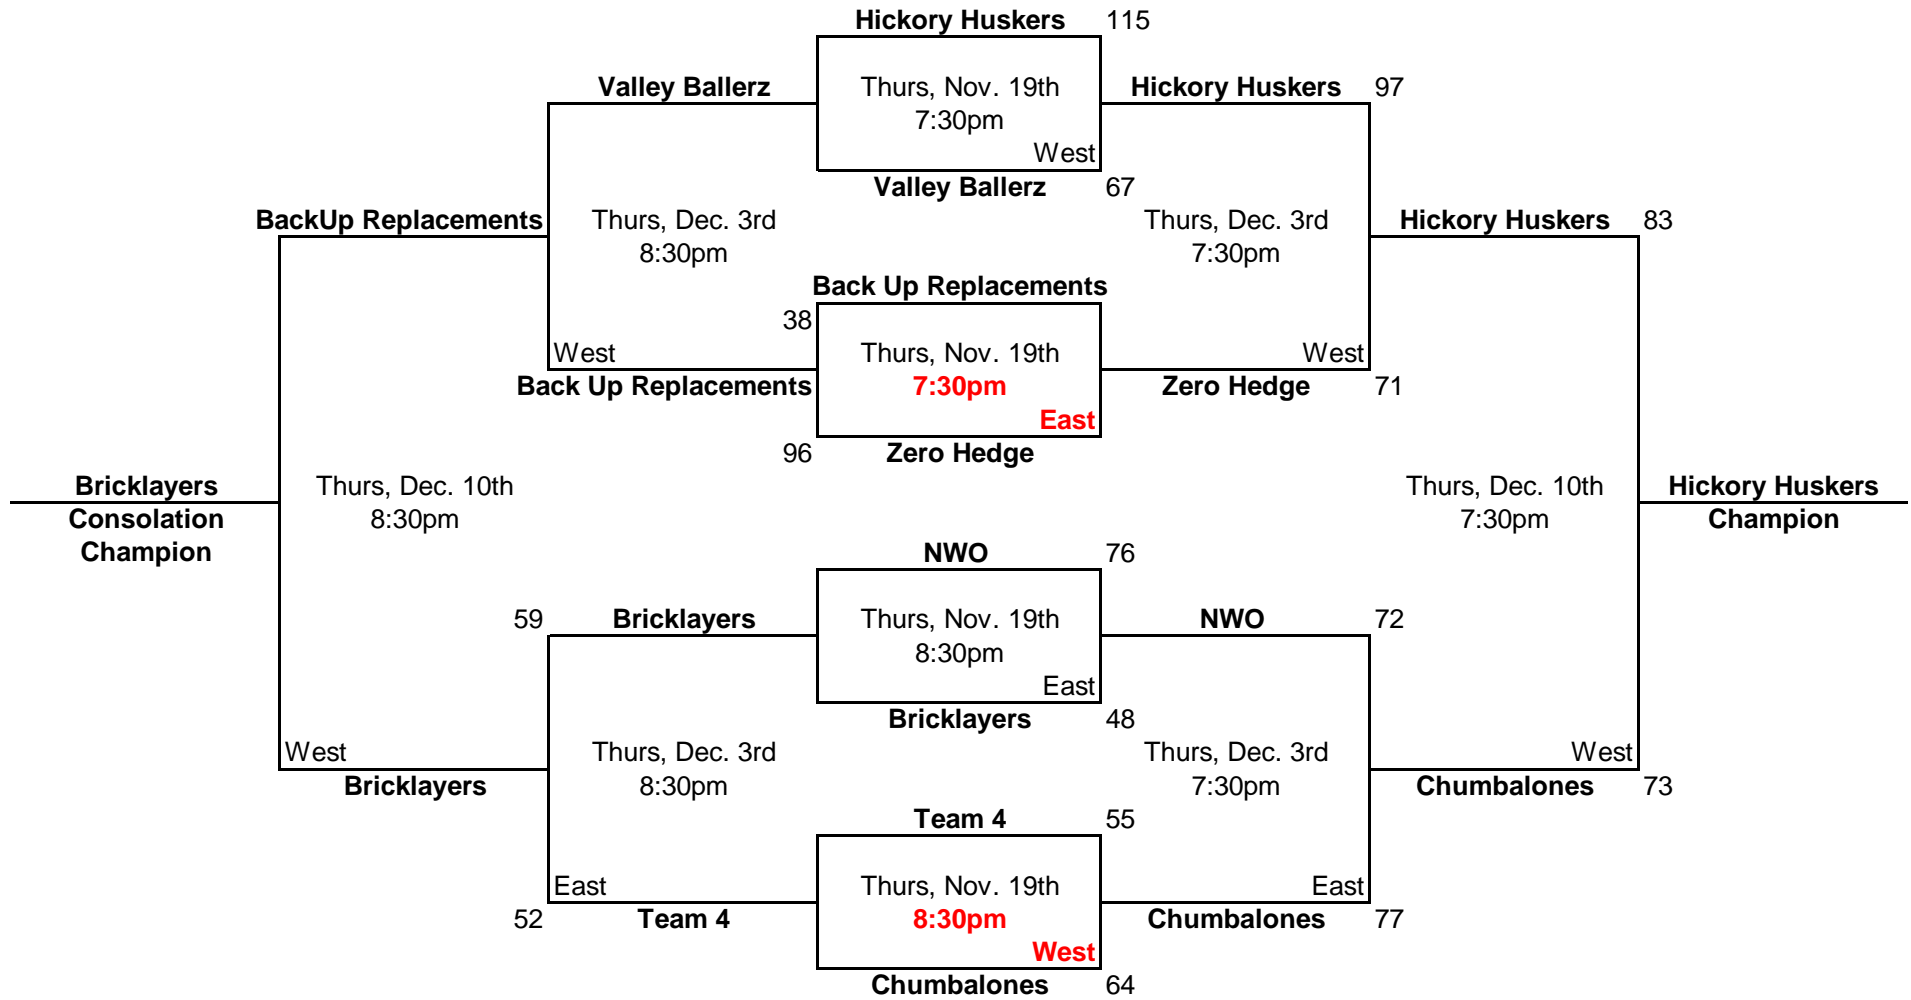 Hickory Huskers 115
Valley Ballerz
Thurs, Nov. 19th
7:30pm
West
Hickory Huskers 97
Valley Ballerz 67
BackUp Replacements
Thurs, Dec. 3rd
8:30pm
Thurs, Dec. 3rd
7:30pm
Hickory Huskers 83
Back Up Replacements
38
West
Thurs, Nov. 19th
7:30pm
East
West
Back Up Replacements
Zero Hedge 71
96
Zero Hedge
Bricklayers
Consolation
Champion
Thurs, Dec. 10th
8:30pm
Thurs, Dec. 10th
7:30pm
Hickory Huskers
Champion
NWO 76
59 Bricklayers
Thurs, Nov. 19th
8:30pm
East
NWO 72
Bricklayers 48
West
Bricklayers
Thurs, Dec. 3rd
8:30pm
Thurs, Dec. 3rd
7:30pm
West
Chumbalones 73
Team 4 55
East
52 Team 4
Thurs, Nov. 19th
8:30pm
West
East
Chumbalones 77
Chumbalones 64